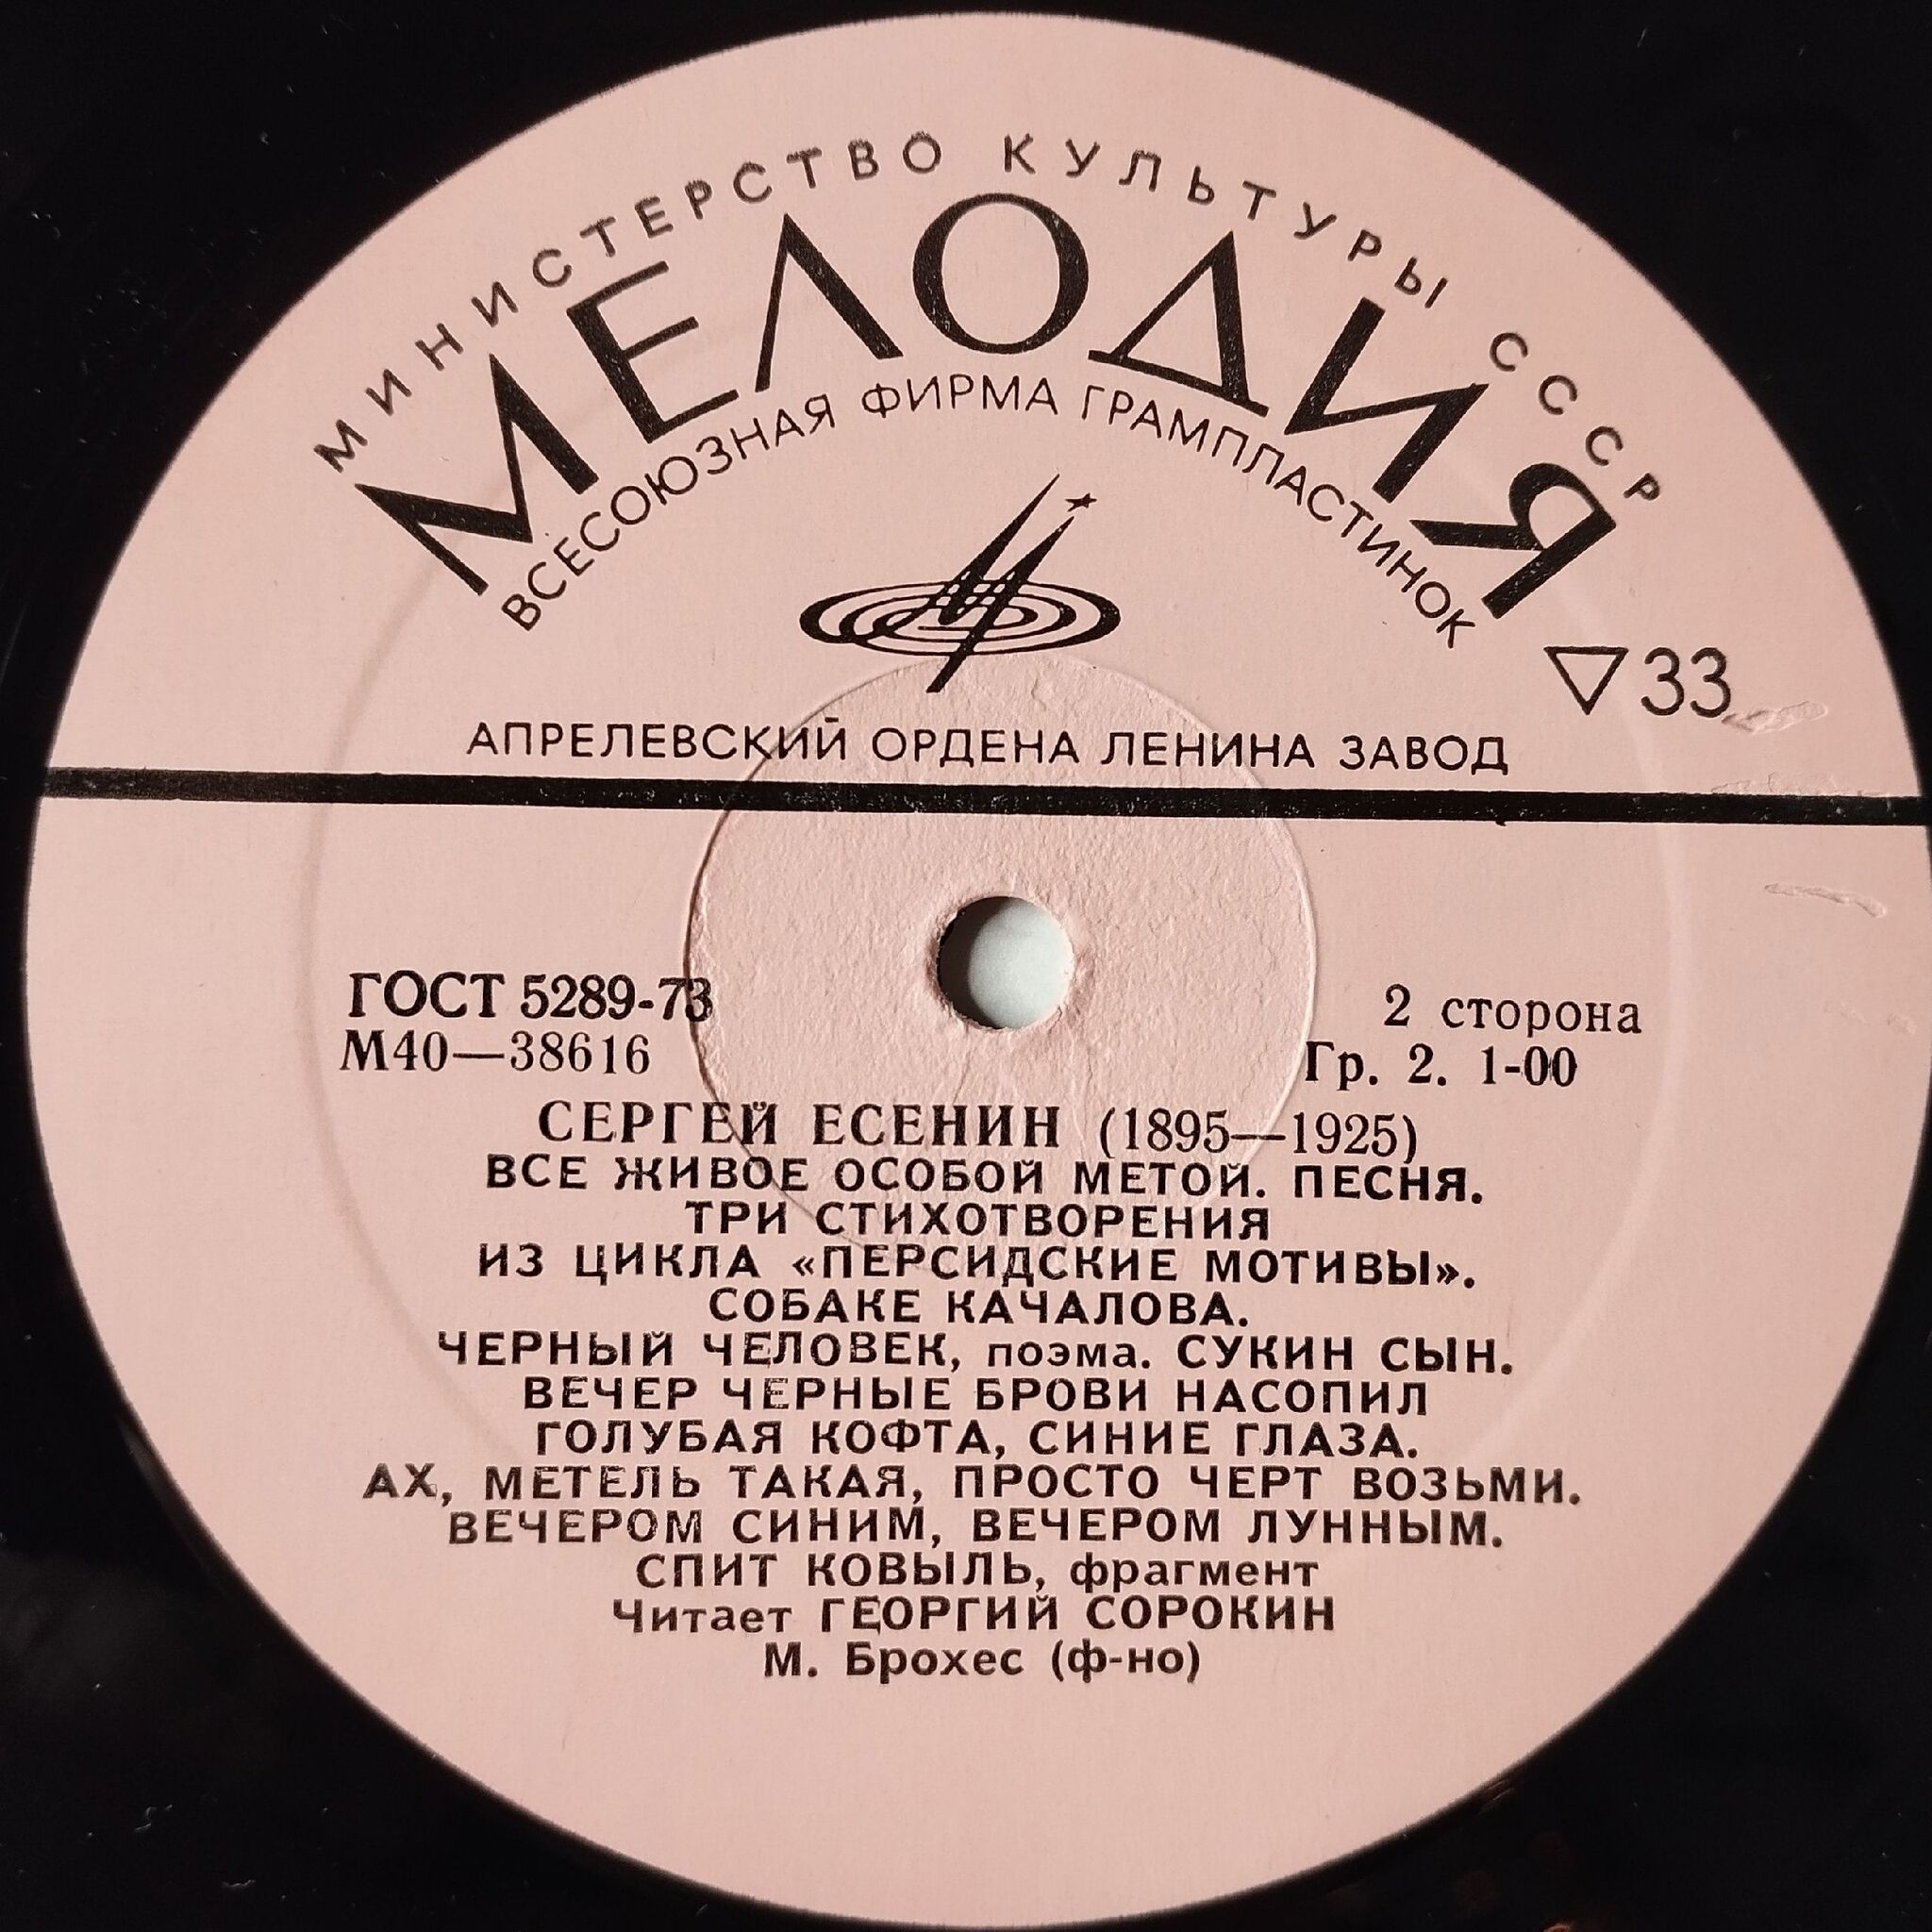 МИНИСТЕРСТВО КУЛЬТУРЫ СССР
МЕЛОДИЯ
ВСЕСОЮЗНАЯ ФИРМА ГРАМПЛАСТИНОК
▽33
АПРЕЛЕВСКИЙ ОРДЕНА ЛЕНИНА ЗАВОД
ГОСТ 5289-73
М40—38616
2 сторона
Гр. 2. 1-00
СЕРГЕЙ ЕСЕНИН (1895—1925)
ВСЕ ЖИВОЕ ОСОБОЙ МЕТОЙ. ПЕСНЯ.
ТРИ СТИХОТВОРЕНИЯ
ИЗ ЦИКЛА «ПЕРСИДСКИЕ МОТИВЫ».
СОБАКЕ КАЧАЛОВА.
ЧЕРНЫЙ ЧЕЛОВЕК, поэма. СУКИН СЫН.
ВЕЧЕР ЧЕРНЫЕ БРОВИ НАСОПИЛ
ГОЛУБАЯ КОФТА, СИНИЕ ГЛАЗА.
АХ, МЕТЕЛЬ ТАКАЯ, ПРОСТО ЧЕРТ ВОЗЬМИ.
ВЕЧЕРОМ СИНИМ, ВЕЧЕРОМ ЛУННЫМ.
СПИТ КОВЫЛЬ, фрагмент
Читает ГЕОРГИЙ СОРОКИН
М. Брохес (ф-но)